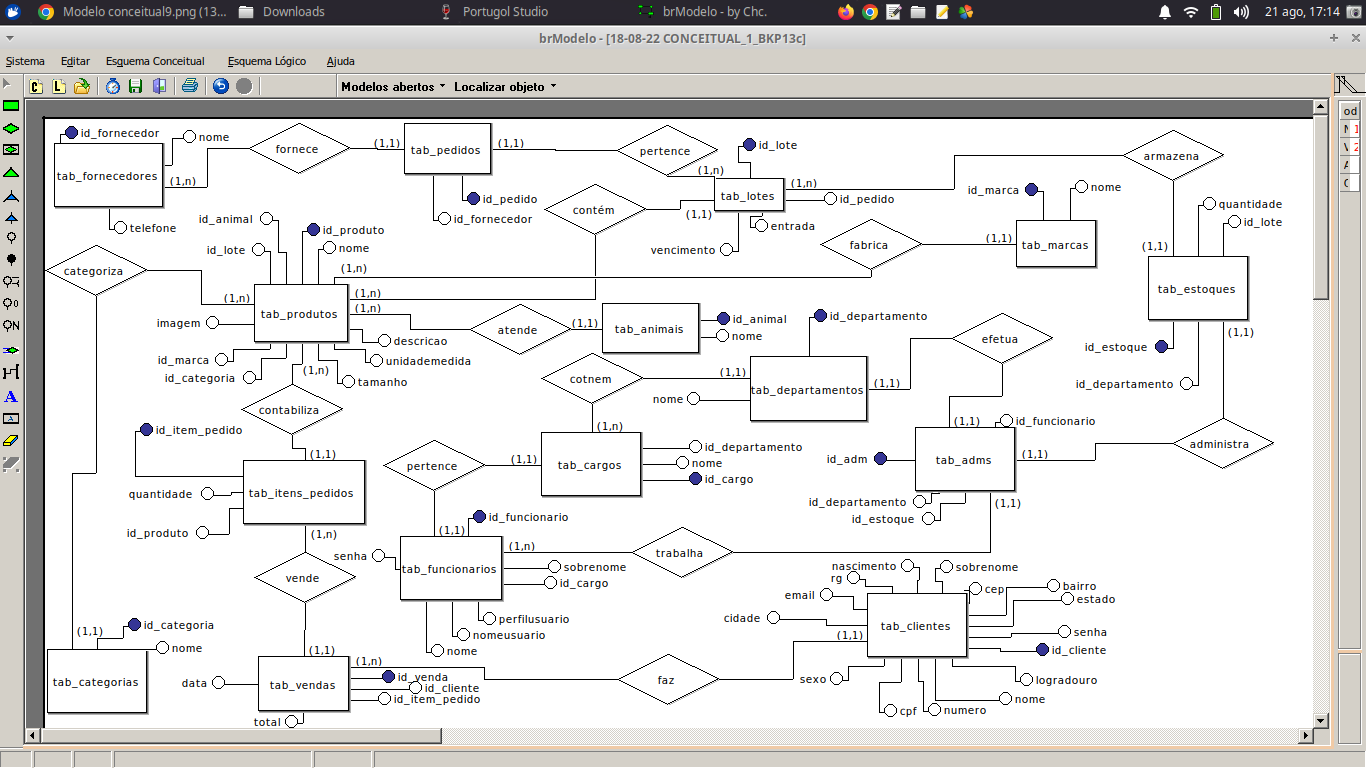 Modelo conceitual9.png (13...
Downloads
Portugol Studio
brModelo - by Chc.
21 ago, 17:14
brModelo - [18-08-22 CONCEITUAL_1_BKP13c]
Sistema Editar Esquema Conceitual Esquema Lógico Ajuda
Modelos abertos Localizar objeto
id_fornecedor
nome
tab_fornecedores
(1,n)
telefone
fornece
(1,1)
tab_pedidos
(1,1)
id_pedido
id_fornecedor
pertence
(1,n)
id_lote
tab_lotes
(1,n)
id_pedido
entrada
vencimento
(1,1)
contém
armazena
id_marca
nome
fabrica
(1,1)
tab_marcas
quantidade
id_lote
(1,1)
tab_estoques
(1,1)
id_estoque
id_departamento
categoriza
id_animal
id_produto
id_lote
nome
(1,n)
(1,n)
(1,n)
(1,n)
tab_produtos
imagem
descricao
id_marca
unidademedida
id_categoria
(1,n)
tamanho
atende
(1,1)
tab_animais
id_animal
nome
id_departamento
efetua
cotnem
(1,1)
tab_departamentos
(1,1)
nome
contabiliza
(1,n)
id_item_pedido
(1,1)
tab_itens_pedidos
quantidade
id_produto
(1,n)
pertence
(1,1)
tab_cargos
id_departamento
nome
id_cargo
(1,1)
id_funcionario
id_adm
tab_adms
(1,1)
administra
id_departamento
(1,1)
id_estoque
id_funcionario
(1,1)
senha
tab_funcionarios
(1,n)
sobrenome
id_cargo
perfilusuario
nomeusuario
nome
trabalha
vende
nascimento
sobrenome
rg
cep
bairro
email
estado
cidade
tab_clientes
senha
(1,1)
id_cliente
sexo
logradouro
nome
cpf
numero
(1,1)
id_categoria
nome
tab_categorias
(1,1)
(1,n)
data
tab_vendas
id_venda
id_cliente
id_item_pedido
total
faz